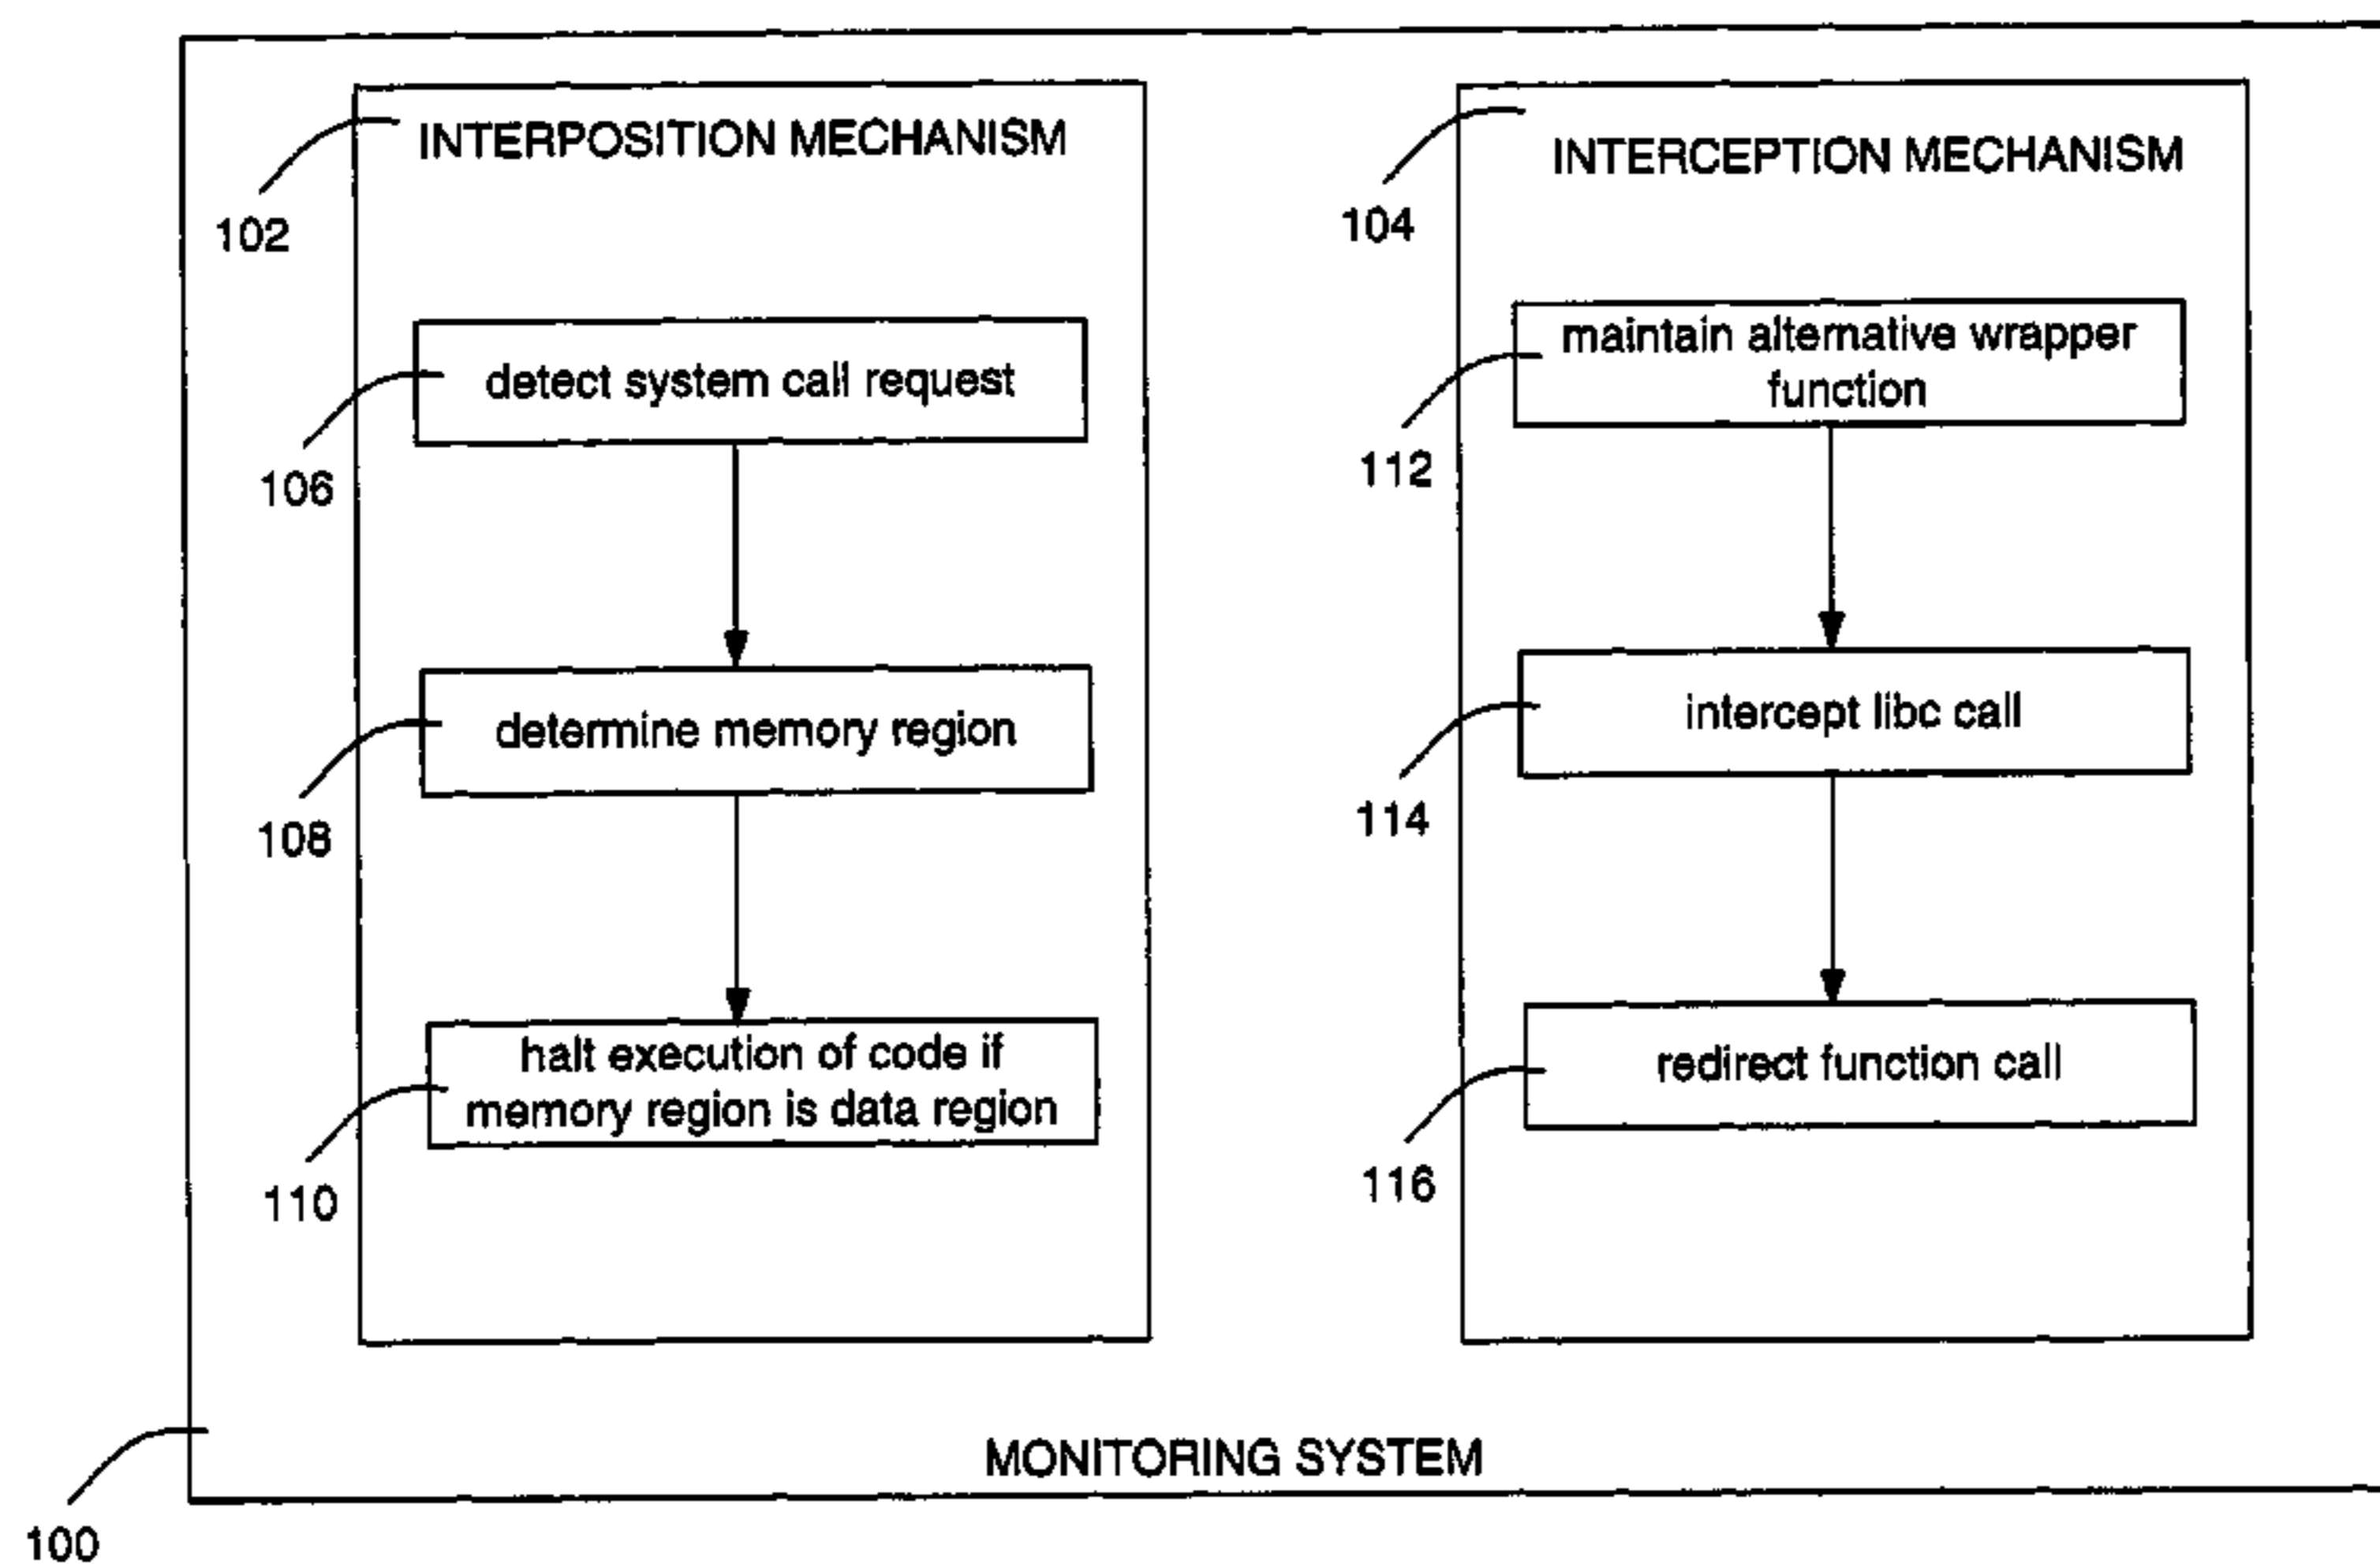 INTERPOSITION MECHANISM
102
detect system call request
106
determine memory region
108
halt execution of code if
memory region is data region
110
INTERCEPTION MECHANISM
104
maintain alternative wrapper
function
112
intercept libc call
114
redirect function call
116
MONITORING SYSTEM
100